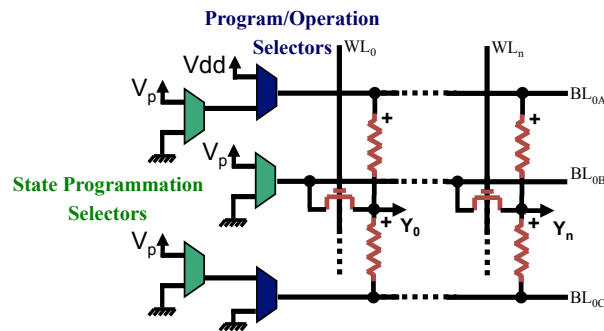 Program/Operation
Selectors
WL0
WLn
Vdd
Vp
BL0A
Vp
BL0B
State Programmation
Selectors
+
+
+
+
Y0
Yn
Vp
BL0C